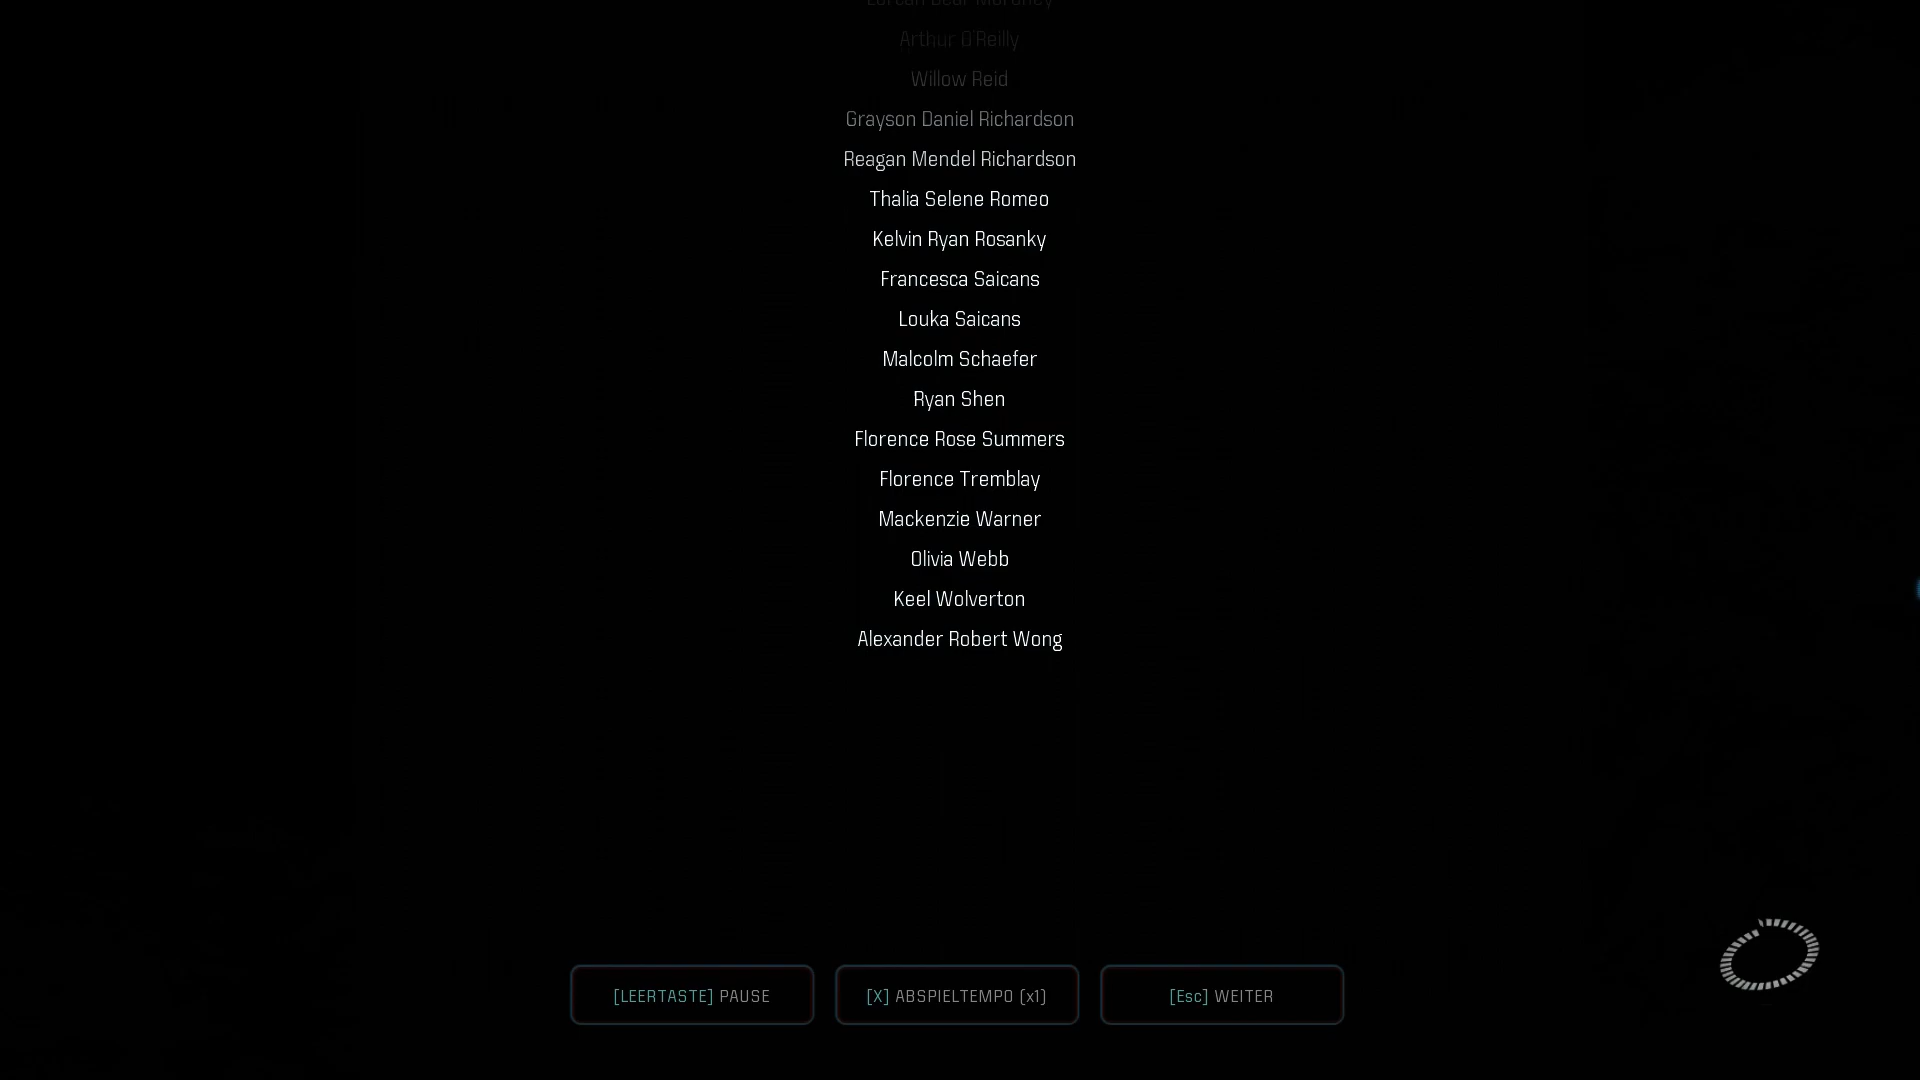 Arthur O'Reilly
Willow Reid
Grayson Daniel Richardson
Reagan Mendel Richardson
Thalia Selene Romeo
Kelvin Ryan Rosanky
Francesca Saicans
Louka Saicans
Malcolm Schaefer
Ryan Shen
Florence Rose Summers
Florence Tremblay
Mackenzie Warner
Olivia Webb
Keel Wolverton
Alexander Robert Wong
[LEERTASTE] PAUSE
[X] ABSPIELTEMPO (x1)
[Esc] WEITER